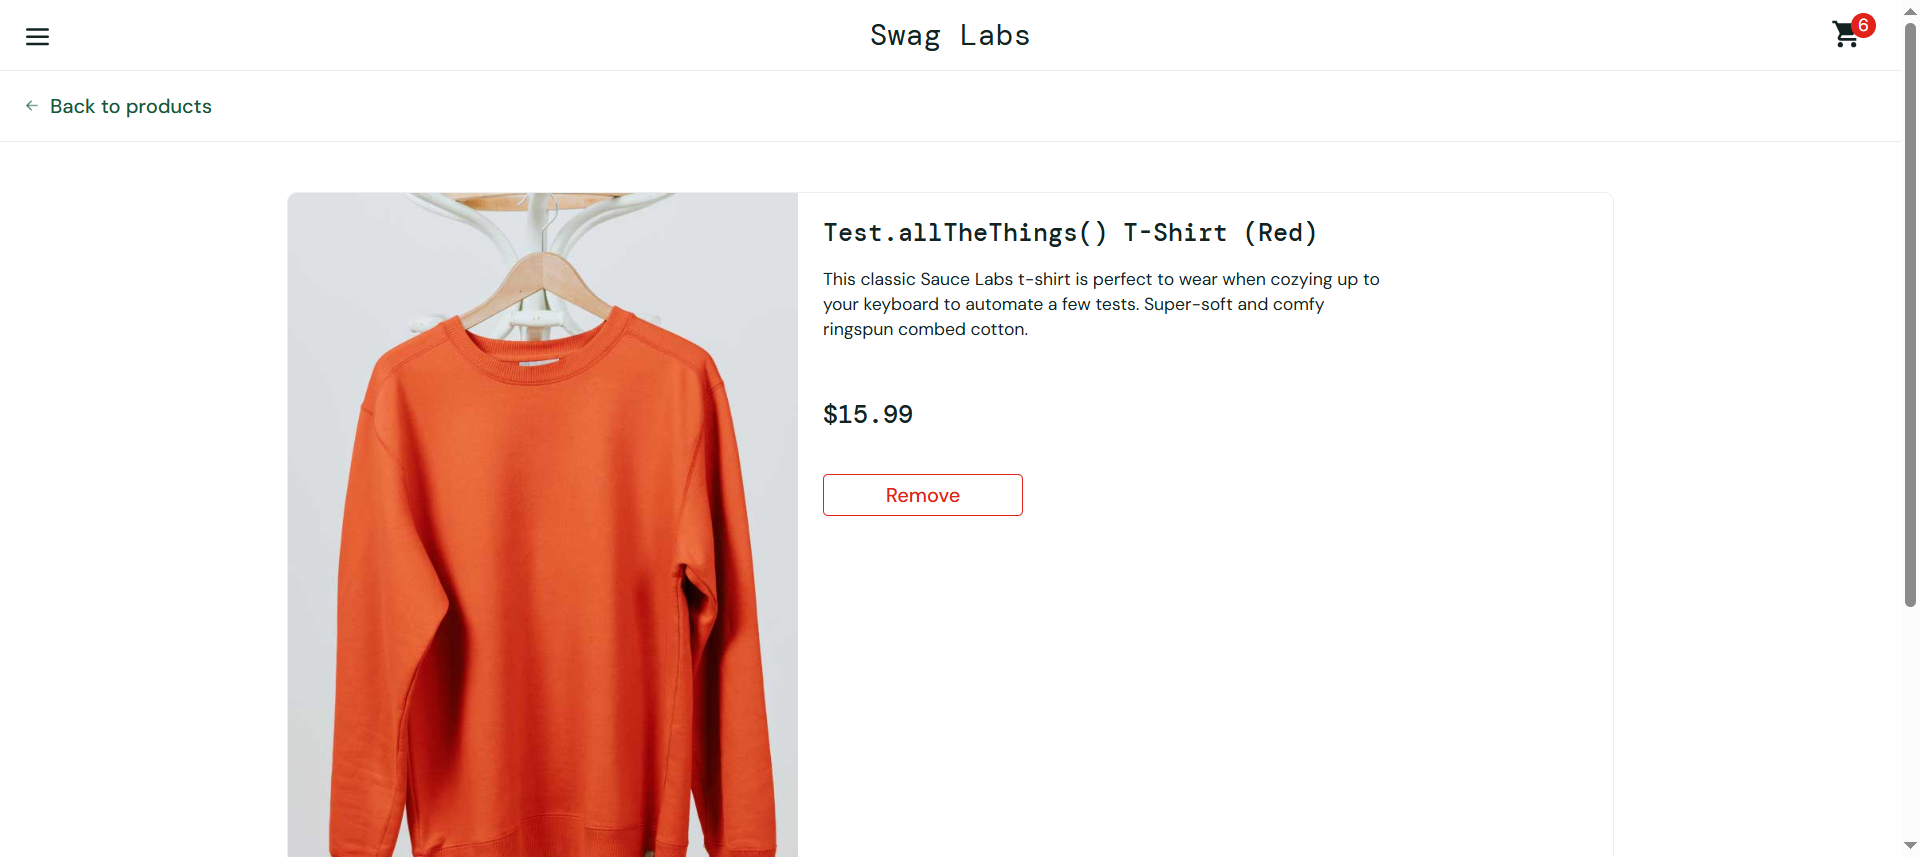 Swag Labs
6
Back to products
Test.allTheThings() T-Shirt (Red)
This classic Sauce Labs t-shirt is perfect to wear when cozying up to
your keyboard to automate a few tests. Super-soft and comfy
ringspun combed cotton.
$15.99
Remove